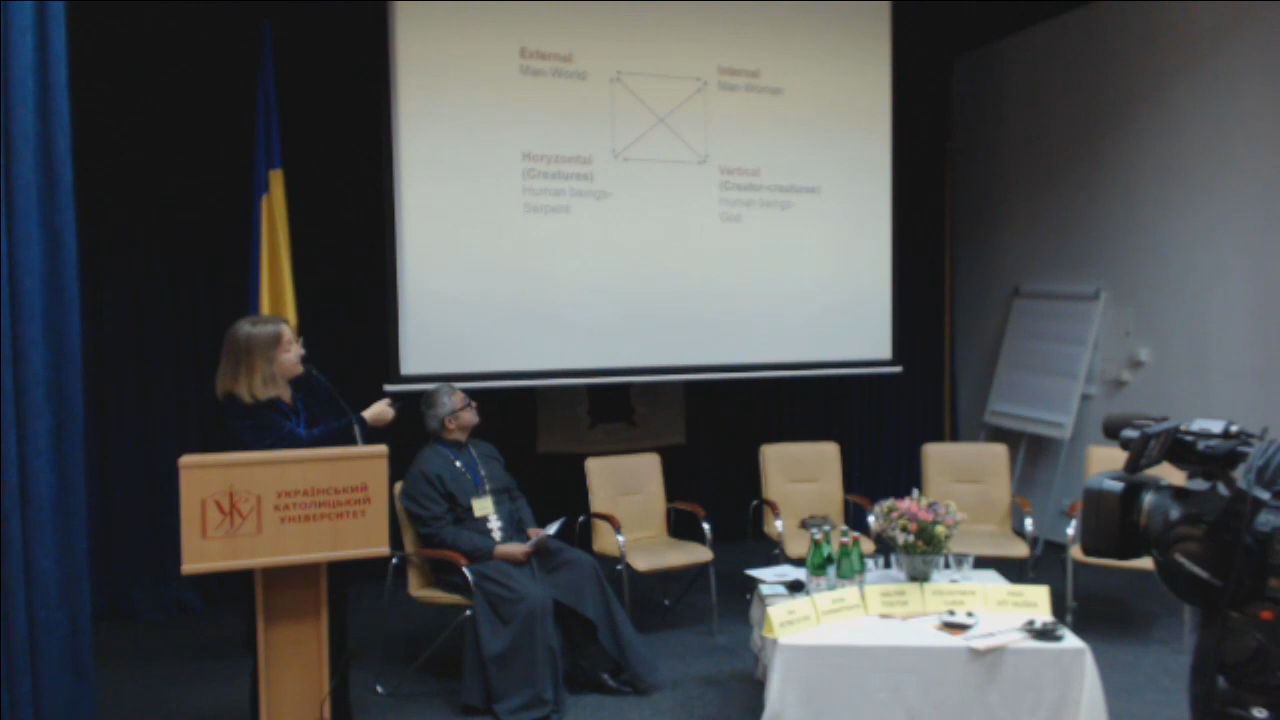 External
Man-World
Internal
Man-Woman
Horyzontal
(Creatures)
Human beings-
Serpent
Vertical
(Creator-creatures)
Human beings-
God
УКРАЇНСЬКИЙ
КАТОЛИЦЬКИЙ
УНІВЕРСИТЕТ